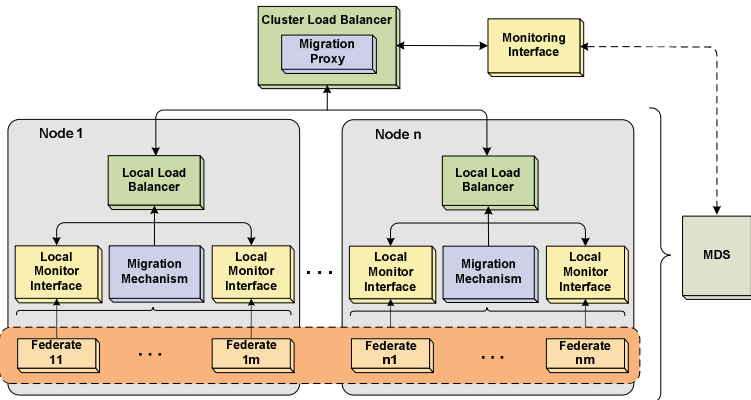 Cluster Load Balancer
Migration
Proxy
Monitoring
Interface
Node 1
Node n
Local Load
Balancer
Local Load
Balancer
Local
Monitor
Interface
Migration
Mechanism
Local
Monitor
Interface
. . .
Local
Monitor
Interface
Migration
Mechanism
Local
Monitor
Interface
MDS
Federate
11
. . .
Federate
1m
Federate
n1
. . .
Federate
nm